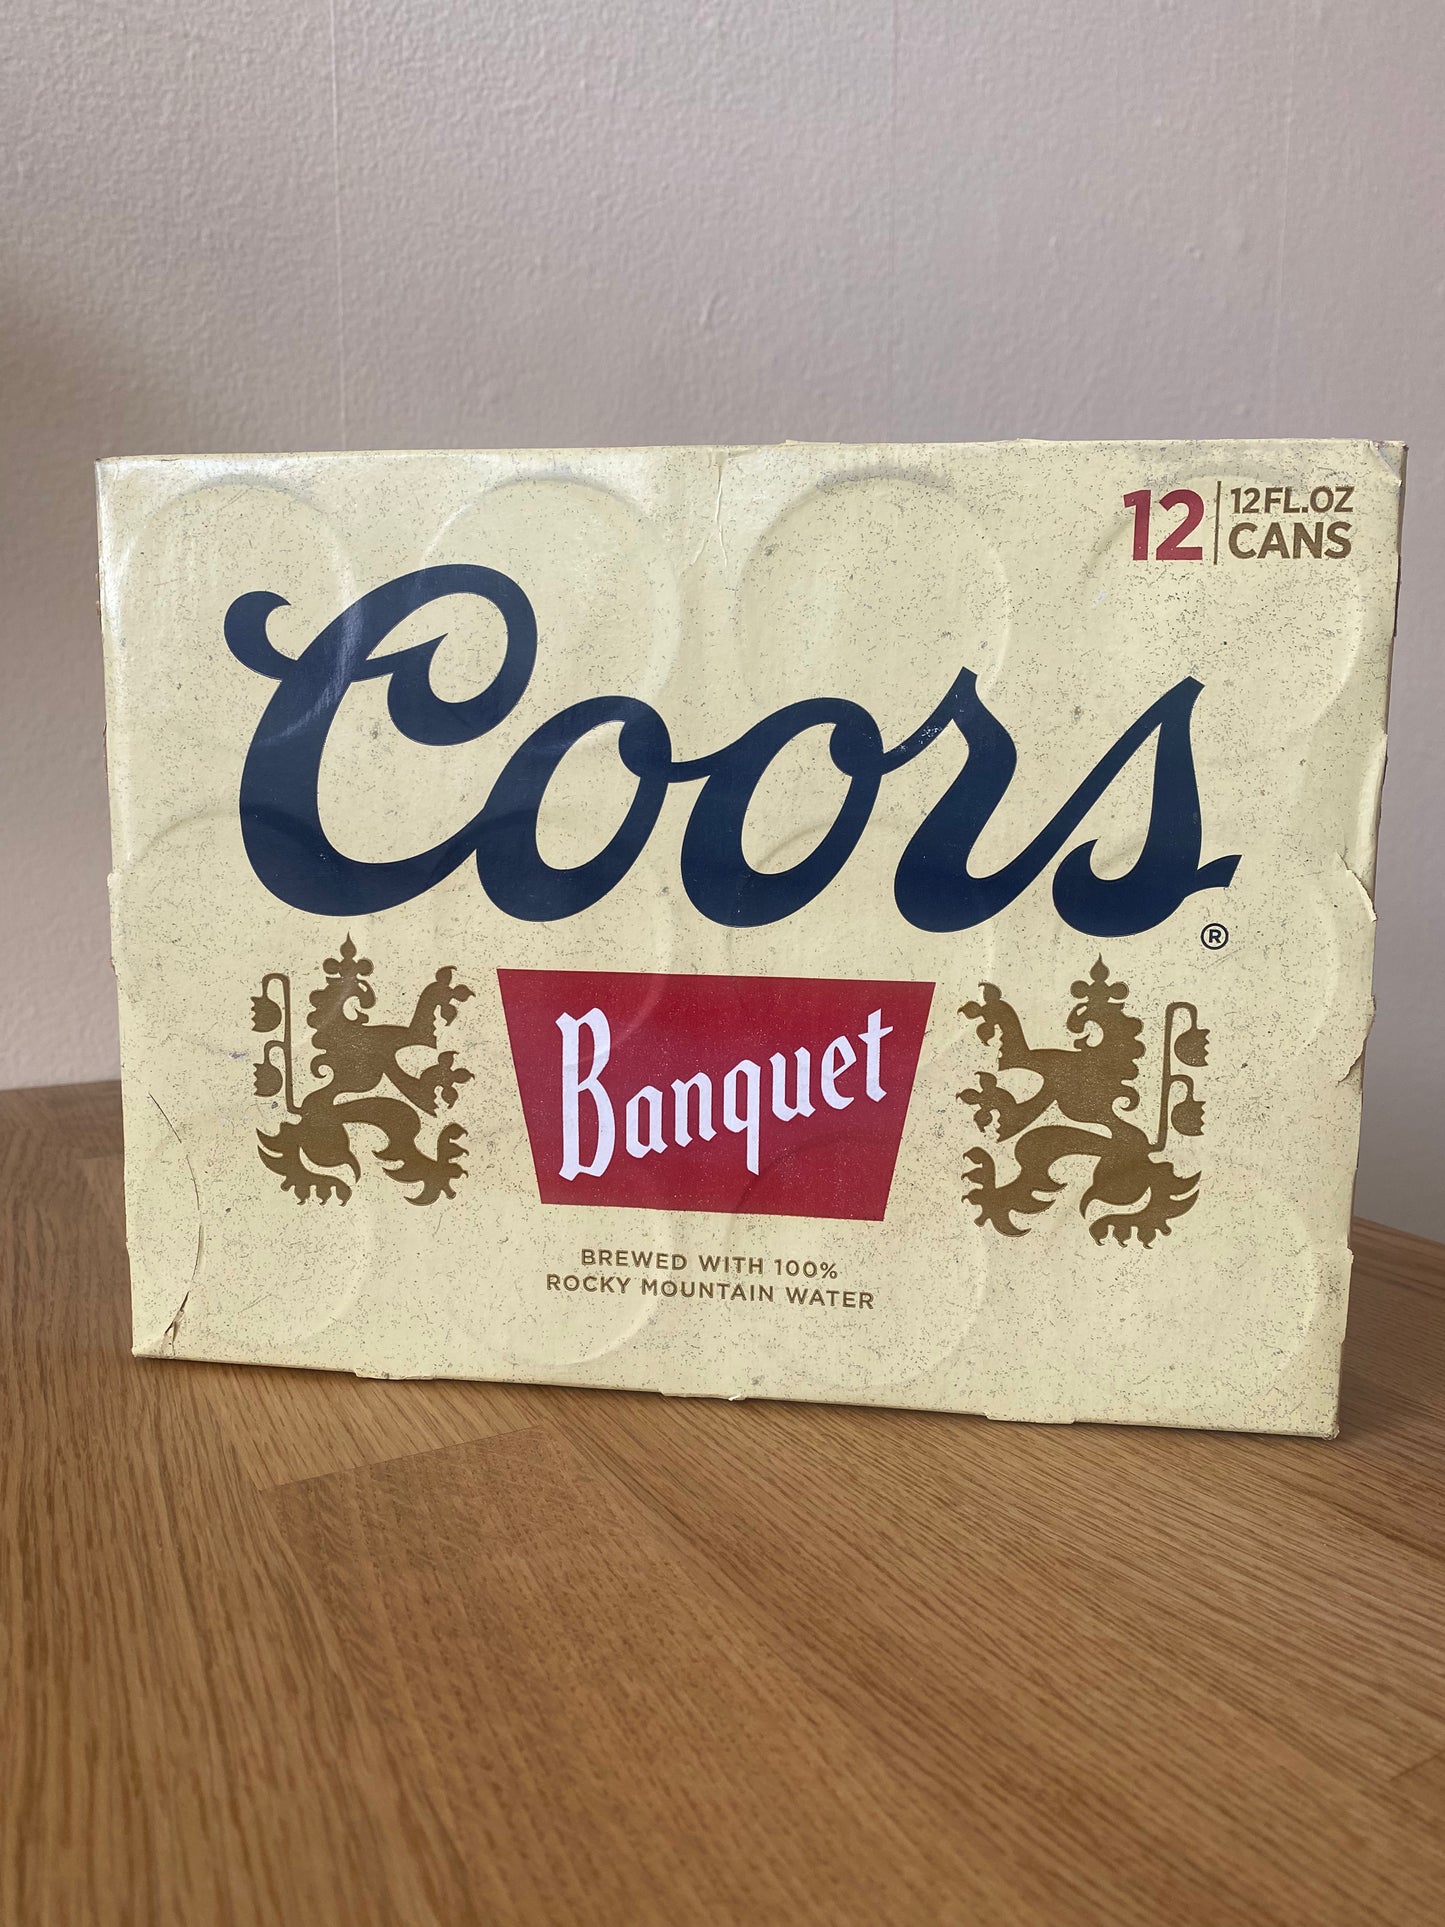 12 12FL.OZ
CANS
Coors
®
Banquet
BREWED WITH 100%
ROCKY MOUNTAIN WATER